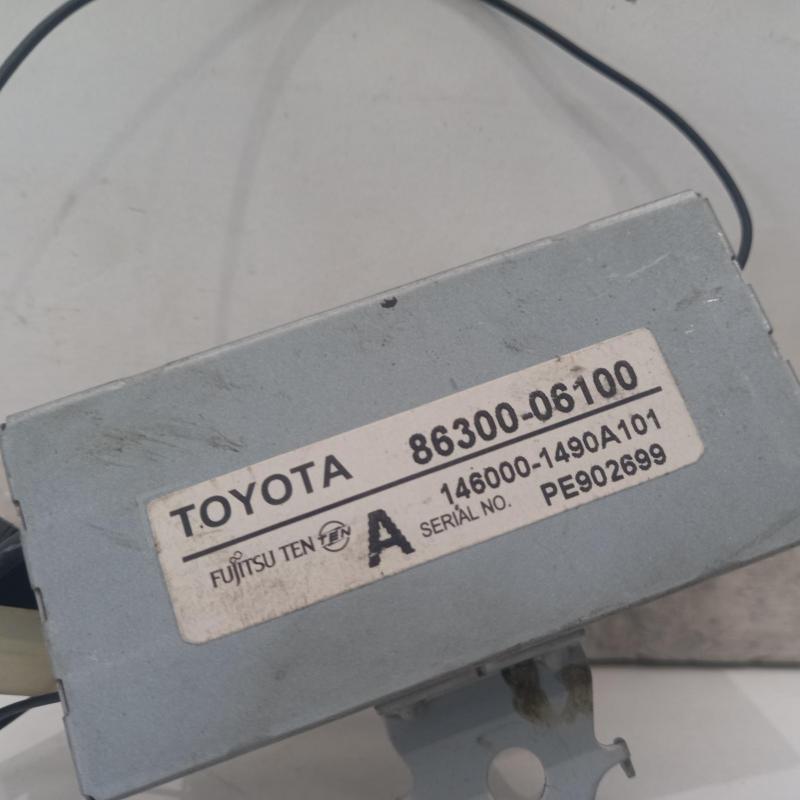 TOYOTA 86300-06100
FUJITSU TEN TEN A 146000-1490A101
SERIAL NO. PE902699